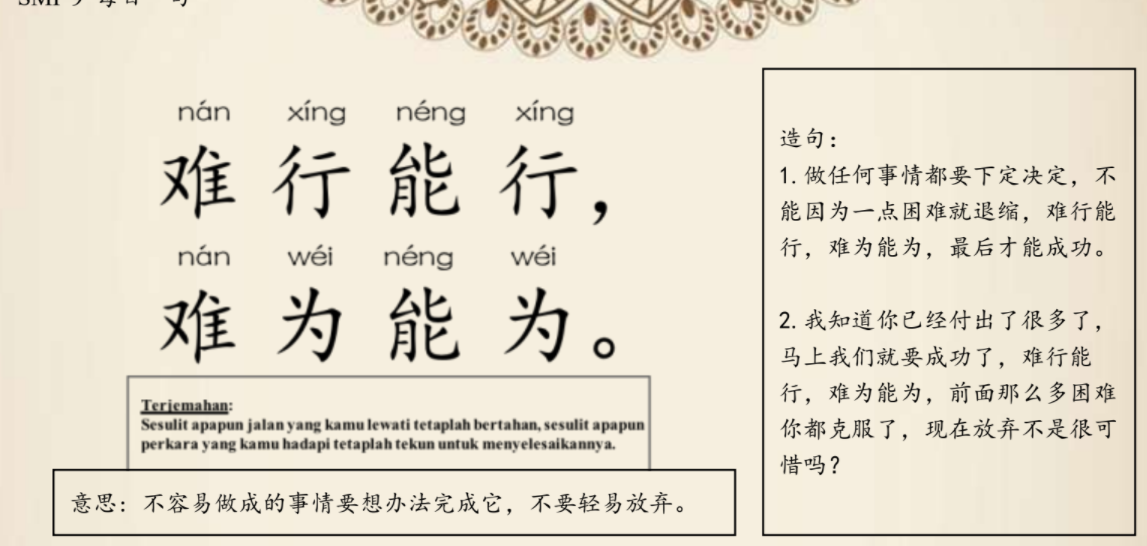 SMP 9 每日一句
nán xíng néng xíng
难行能行，
nán wéi néng wéi
难为能为。
Terjemahan:
Sesulit apapun jalan yang kamu lewati tetaplah bertahan, sesulit apapun
perkara yang kamu hadapi tetaplah tekun untuk menyelesaikannya.
意思：不容易做成的事情要想办法完成它，不要轻易放弃。
造句：
1.做任何事情都要下定决定，不
能因为一点困难就退缩，难行能
行，难为能为，最后才能成功。
2.我知道你已经付出了很多了，
马上我们就要成功了，难行能
行，难为能为，前面那么多困难
你都克服了，现在放弃不是很可
惜吗？